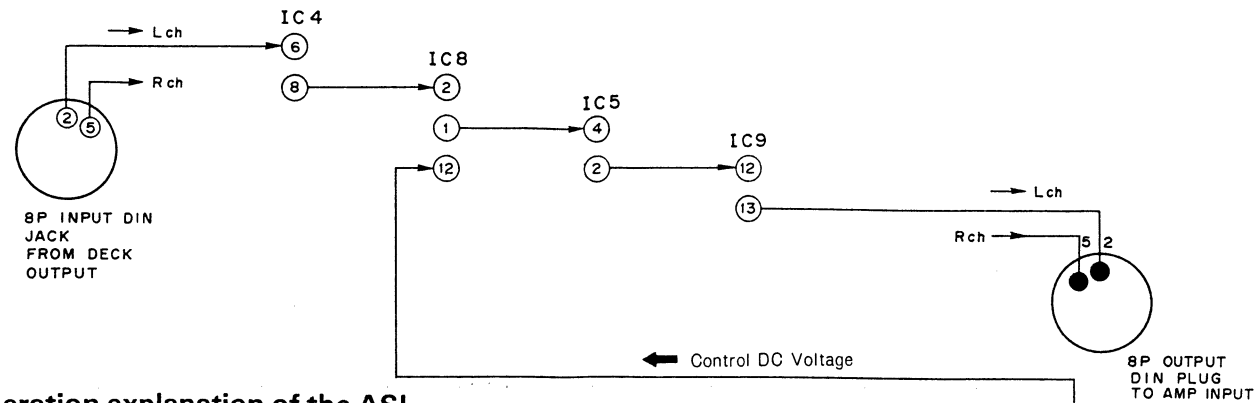 IC4
Lch
6
IC8
Rch
8
2
IC5
2
5
1
4
IC9
12
2
12
13
Lch
Rch
5 2
8P INPUT DIN
JACK
FROM DECK
OUTPUT
Control DC Voltage
8P OUTPUT
DIN PLUG
TO AMP INPUT
eration explanation of the ASL